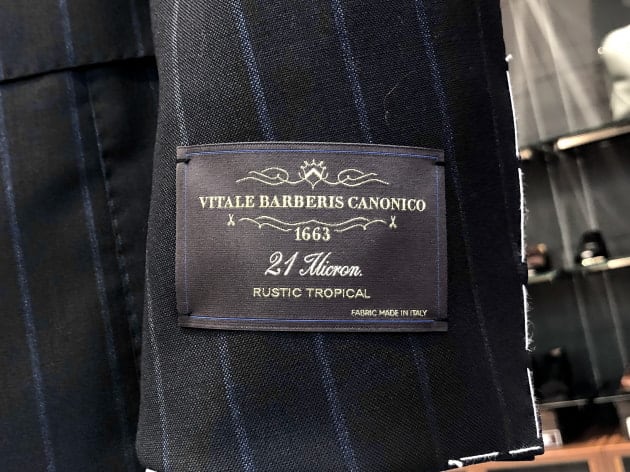 VITALE BARBERIS CANONICO
1663
21 Micron.
RUSTIC TROPICAL
FABRIC MADE IN ITALY